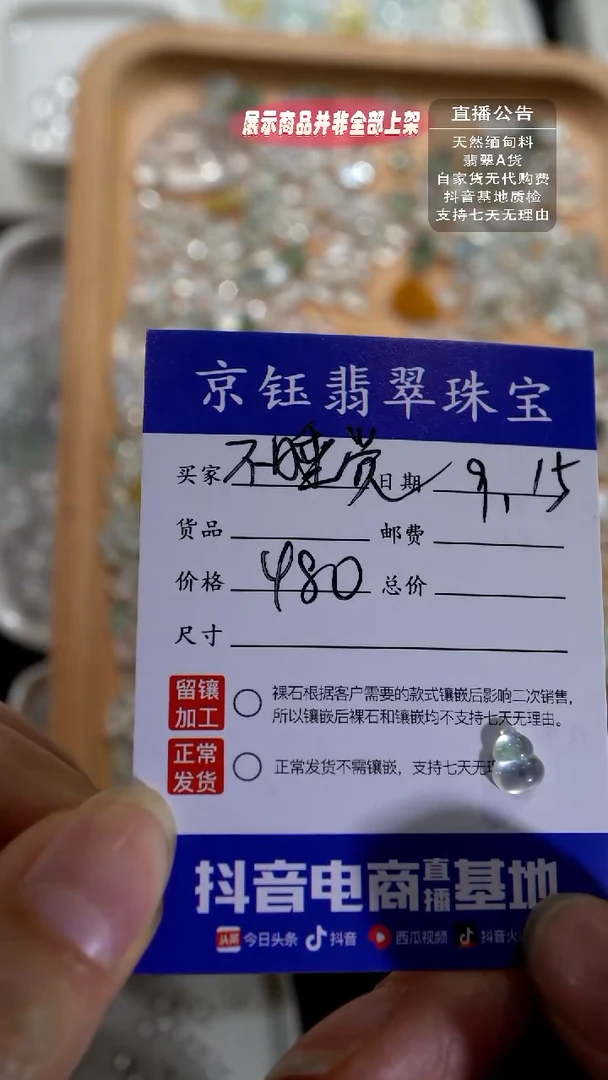 展示商品并非全部上架
直播公告
天然缅甸料
翡翠A货
自家货无代购费
抖音基地质检
支持七天无理由
京钰翡翠珠宝
买家 不睡觉 日期 9.15
货品 邮费
价格 480 总价
尺寸
留镶加工 裸石根据客户需要的款式镶嵌后影响二次销售，
所以镶嵌后裸石和镶嵌均不支持七天无理由。
正常发货 正常发货不需镶嵌，支持七天无理
抖音电商直播基地
头条 今日头条 抖音 西瓜视频 抖音火